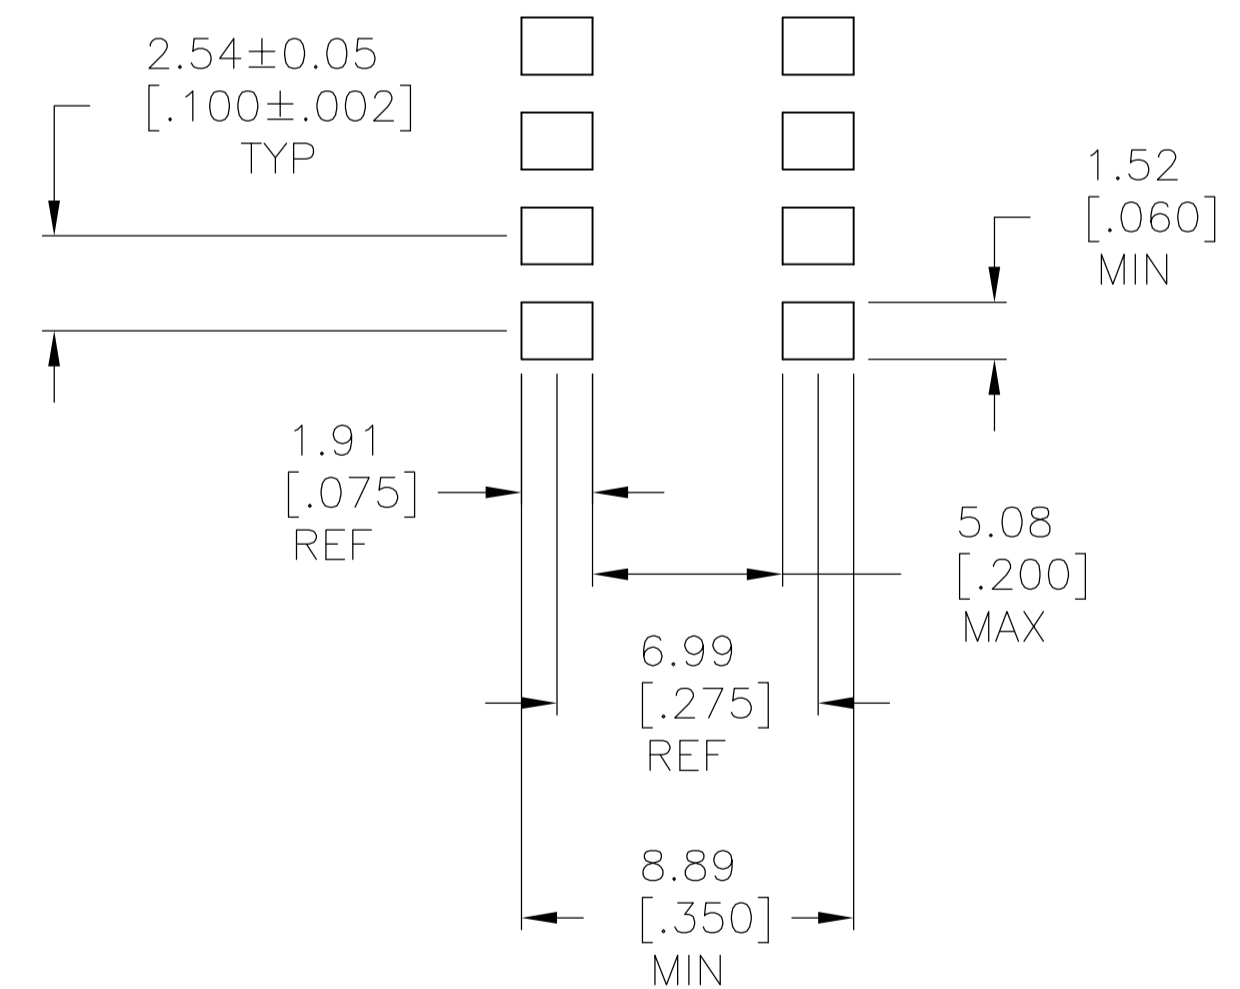 2.54±0.05
[.100±.002]
TYP
1.52
[.060]
MIN
1.91
[.075]
REF
5.08
[.200]
MAX
6.99
[.275]
REF
8.89
[.350]
MIN